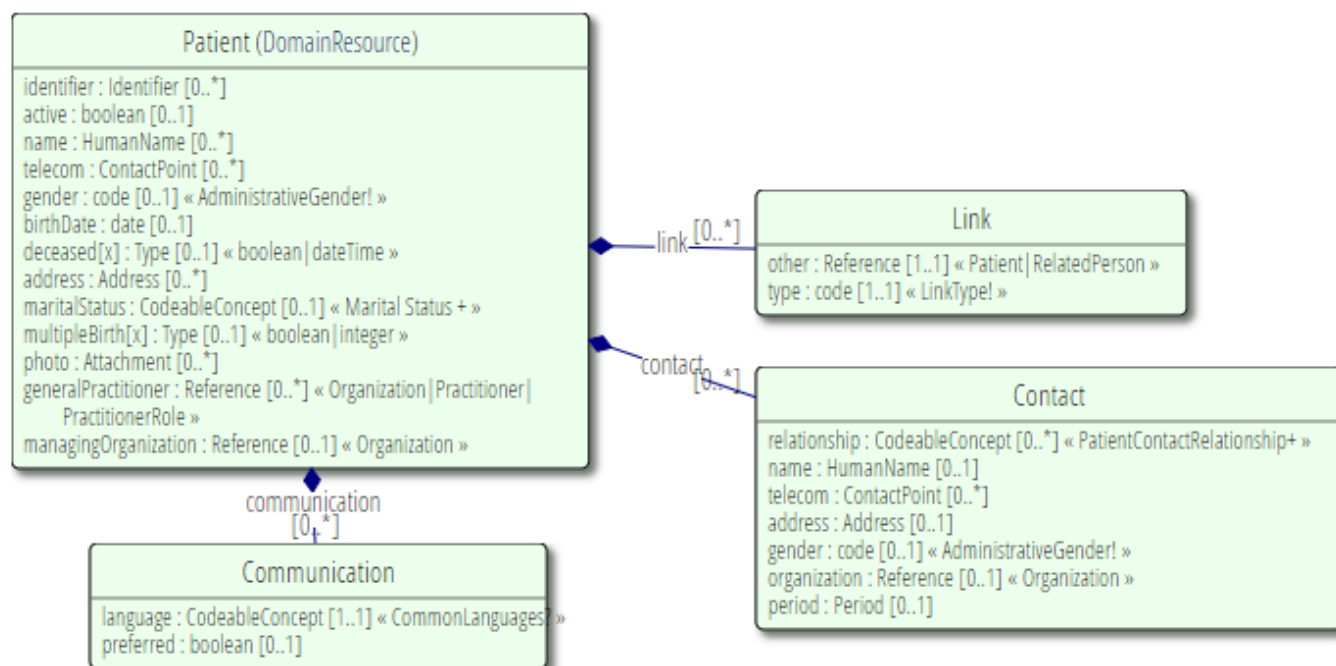 Patient (DomainResource)
identifier : Identifier [0..*]
active : boolean [0..1]
name : HumanName [0..*]
telecom : ContactPoint [0..*]
gender : code [0..1] « AdministrativeGender! »
birthDate : date [0..1]
deceased[x] : Type [0..1] « boolean|dateTime »
address : Address [0..*]
maritalStatus : CodeableConcept [0..1] « Marital Status + »
multipleBirth[x] : Type [0..1] « boolean|integer »
photo : Attachment [0..*]
generalPractitioner : Reference [0..*] « Organization|Practitioner|
PractitionerRole »
managingOrganization : Reference [0..1] « Organization »
link [0..*]
Link
other : Reference [1..1] « Patient|RelatedPerson »
type : code [1..1] « LinkType! »
contact
[0..*]
Contact
relationship : CodeableConcept [0..*] « PatientContactRelationship+ »
name : HumanName [0..1]
telecom : ContactPoint [0..*]
address : Address [0..1]
gender : code [0..1] « AdministrativeGender! »
organization : Reference [0..1] « Organization »
period : Period [0..1]
communication
[0..*]
Communication
language : CodeableConcept [1..1] « CommonLanguages? »
preferred : boolean [0..1]